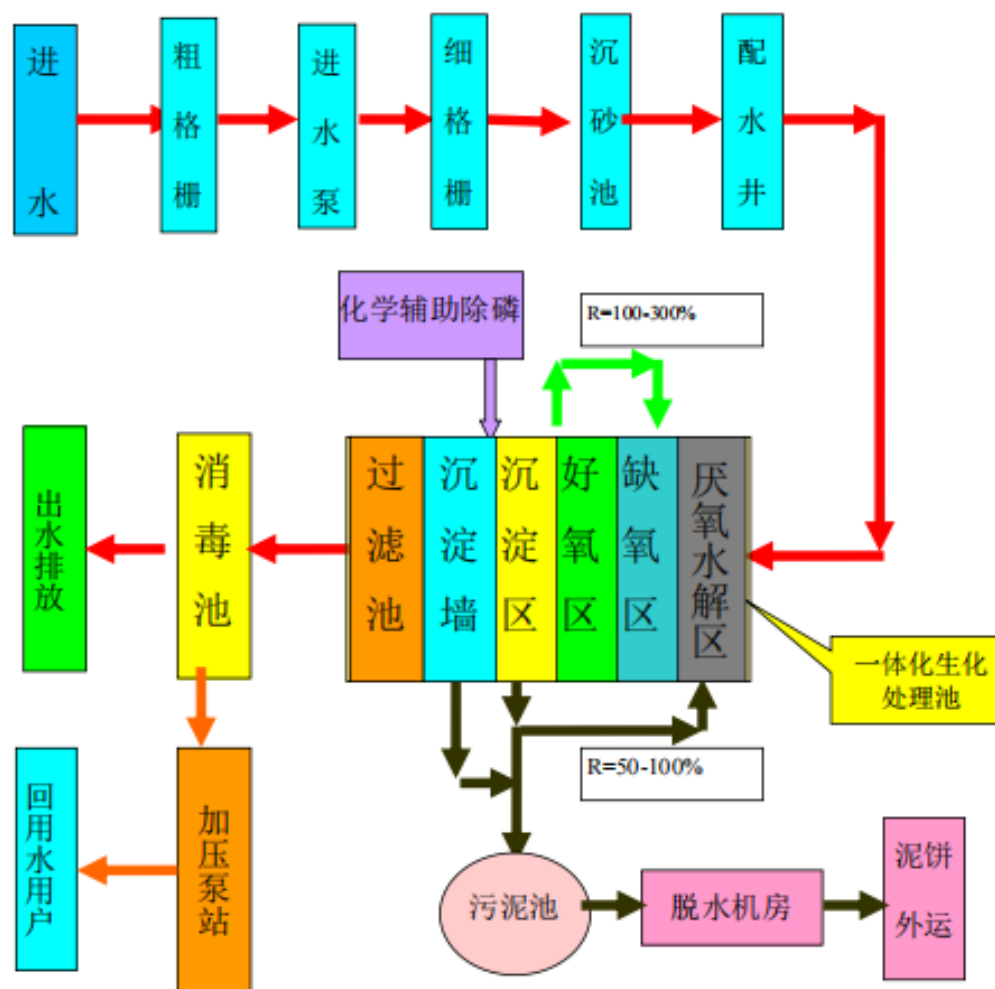 进水
粗格栅
进水泵
细格栅
沉砂池
配水井
化学辅助除磷
R=100-300%
出水排放
消毒池
过滤池
沉淀墙
沉淀区
好氧区
缺氧区
厌氧水解区
一体化生化
处理池
R=50-100%
回用水用户
加压泵站
污泥池
脱水机房
泥饼
外运